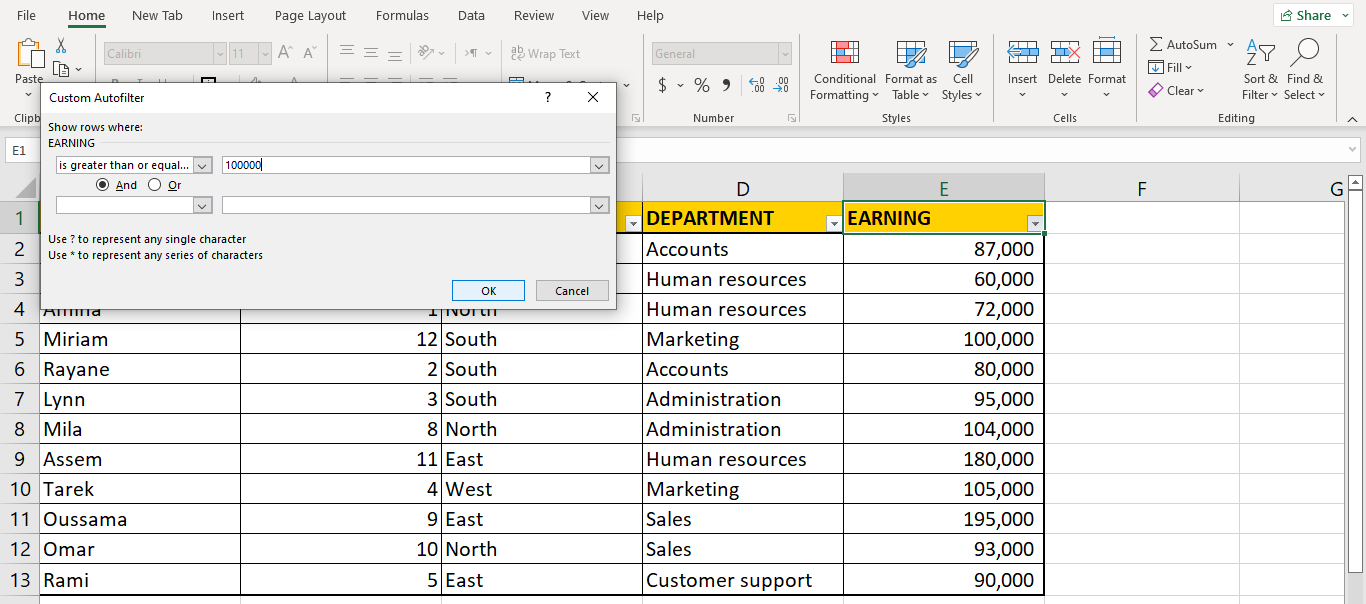 File Home New Tab Insert Page Layout Formulas Data Review View Help Share
Calibri 11 ab Wrap Text General
Paste
$ % ,
Conditional Formatting
Format as Table
Cell Styles
Insert Delete Format
AutoSum
Fill
Clear
Sort & Filter
Find & Select
Clipb Number Styles Cells Editing
E1
Custom Autofilter ?
Show rows where:
EARNING
is greater than or equal... 100000
And Or
Use ? to represent any single character
Use * to represent any series of characters
OK Cancel
D E F G
1 DEPARTMENT EARNING
2 Accounts 87,000
3 Human resources 60,000
4 Amina 1 North Human resources 72,000
5 Miriam 12 South Marketing 100,000
6 Rayane 2 South Accounts 80,000
7 Lynn 3 South Administration 95,000
8 Mila 8 North Administration 104,000
9 Assem 11 East Human resources 180,000
10 Tarek 4 West Marketing 105,000
11 Oussama 9 East Sales 195,000
12 Omar 10 North Sales 93,000
13 Rami 5 East Customer support 90,000